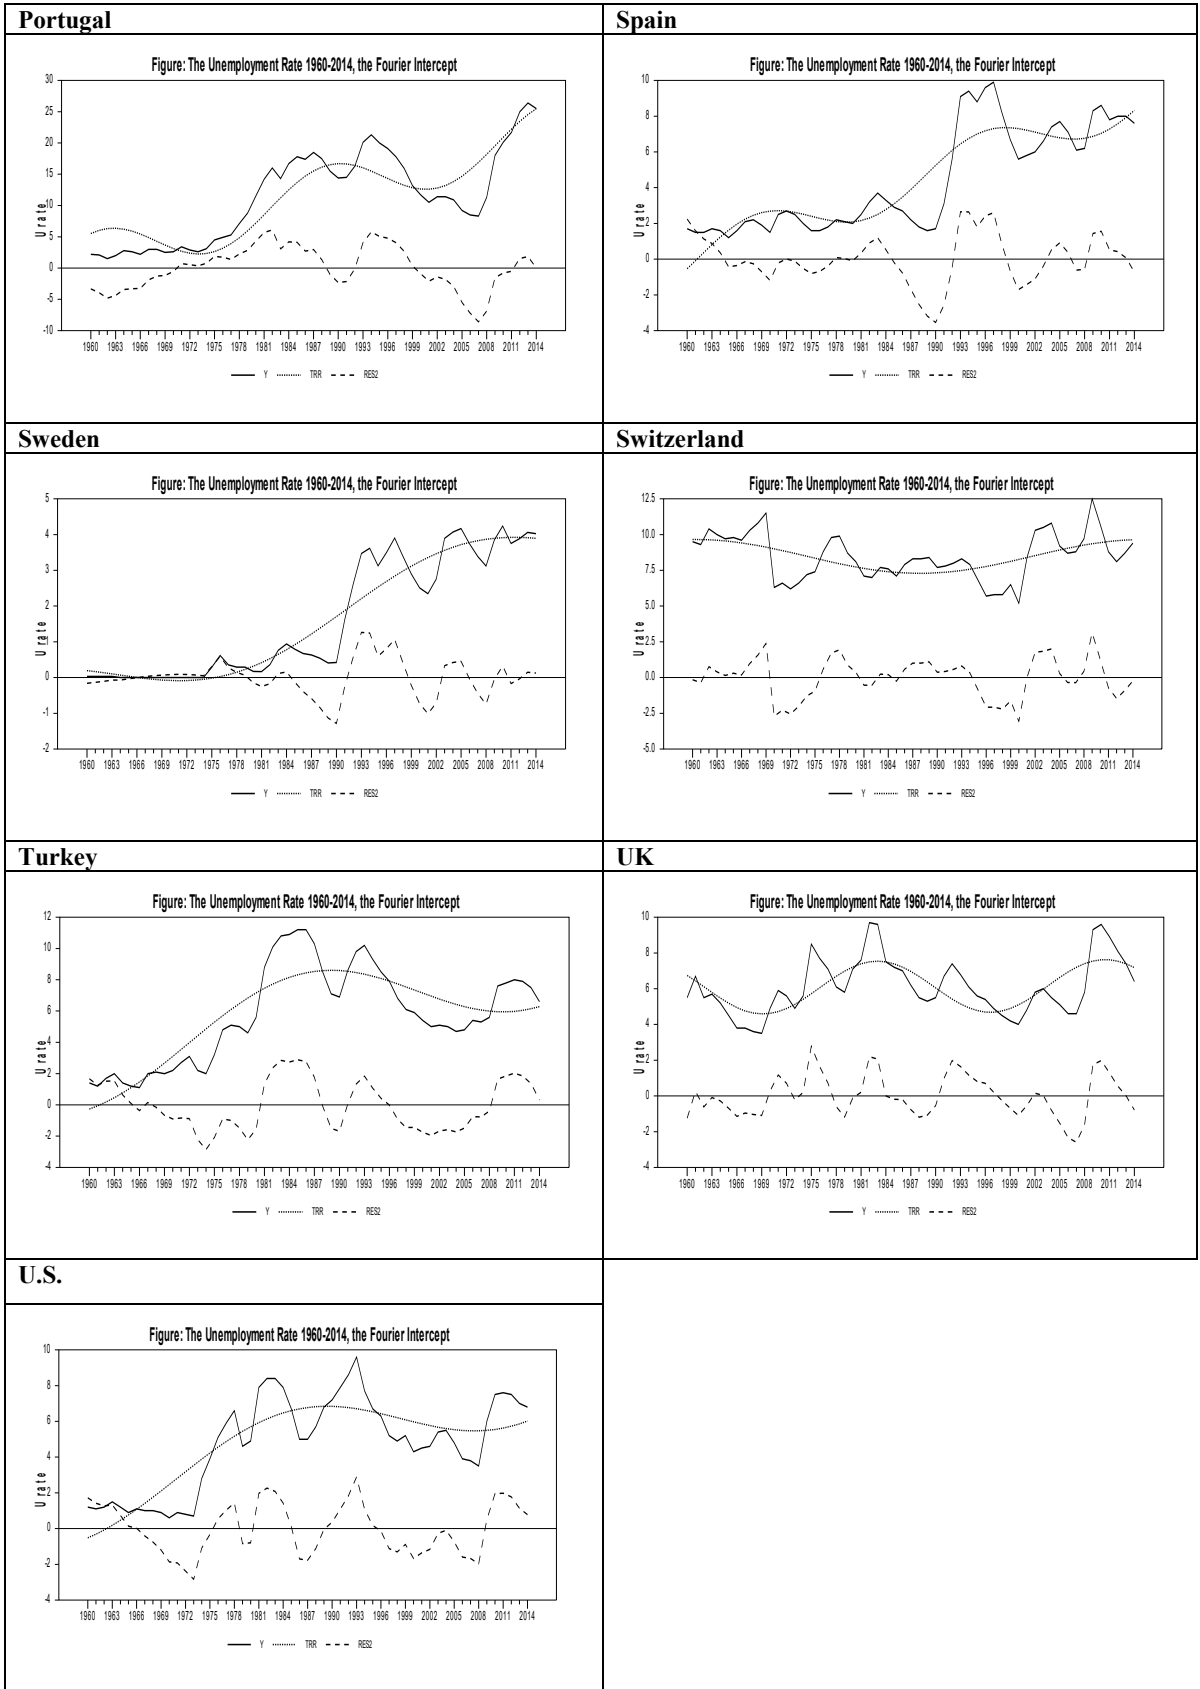 Portugal
Spain
Figure: The Unemployment Rate 1960-2014, the Fourier Intercept
U rate
30
25
20
15
10
5
0
-5
-10
1960 1963 1966 1969 1972 1975 1978 1981 1984 1987 1990 1993 1996 1999 2002 2005 2008 2011 2014
Y TRR RES2
Figure: The Unemployment Rate 1960-2014, the Fourier Intercept
U rate
10
8
6
4
2
0
-2
-4
1960 1963 1966 1969 1972 1975 1978 1981 1984 1987 1990 1993 1996 1999 2002 2005 2008 2011 2014
Y TRR RES2
Sweden
Switzerland
Figure: The Unemployment Rate 1960-2014, the Fourier Intercept
U rate
5
4
3
2
1
0
-1
-2
1960 1963 1966 1969 1972 1975 1978 1981 1984 1987 1990 1993 1996 1999 2002 2005 2008 2011 2014
Y TRR RES2
Figure: The Unemployment Rate 1960-2014, the Fourier Intercept
U rate
12.5
10.0
7.5
5.0
2.5
0.0
-2.5
-5.0
1960 1963 1966 1969 1972 1975 1978 1981 1984 1987 1990 1993 1996 1999 2002 2005 2008 2011 2014
Y TRR RES2
Turkey
UK
Figure: The Unemployment Rate 1960-2014, the Fourier Intercept
U rate
12
10
8
6
4
2
0
-2
-4
1960 1963 1966 1969 1972 1975 1978 1981 1984 1987 1990 1993 1996 1999 2002 2005 2008 2011 2014
Y TRR RES2
Figure: The Unemployment Rate 1960-2014, the Fourier Intercept
U rate
10
8
6
4
2
0
-2
-4
1960 1963 1966 1969 1972 1975 1978 1981 1984 1987 1990 1993 1996 1999 2002 2005 2008 2011 2014
Y TRR RES2
U.S.
Figure: The Unemployment Rate 1960-2014, the Fourier Intercept
U rate
10
8
6
4
2
0
-2
-4
1960 1963 1966 1969 1972 1975 1978 1981 1984 1987 1990 1993 1996 1999 2002 2005 2008 2011 2014
Y TRR RES2